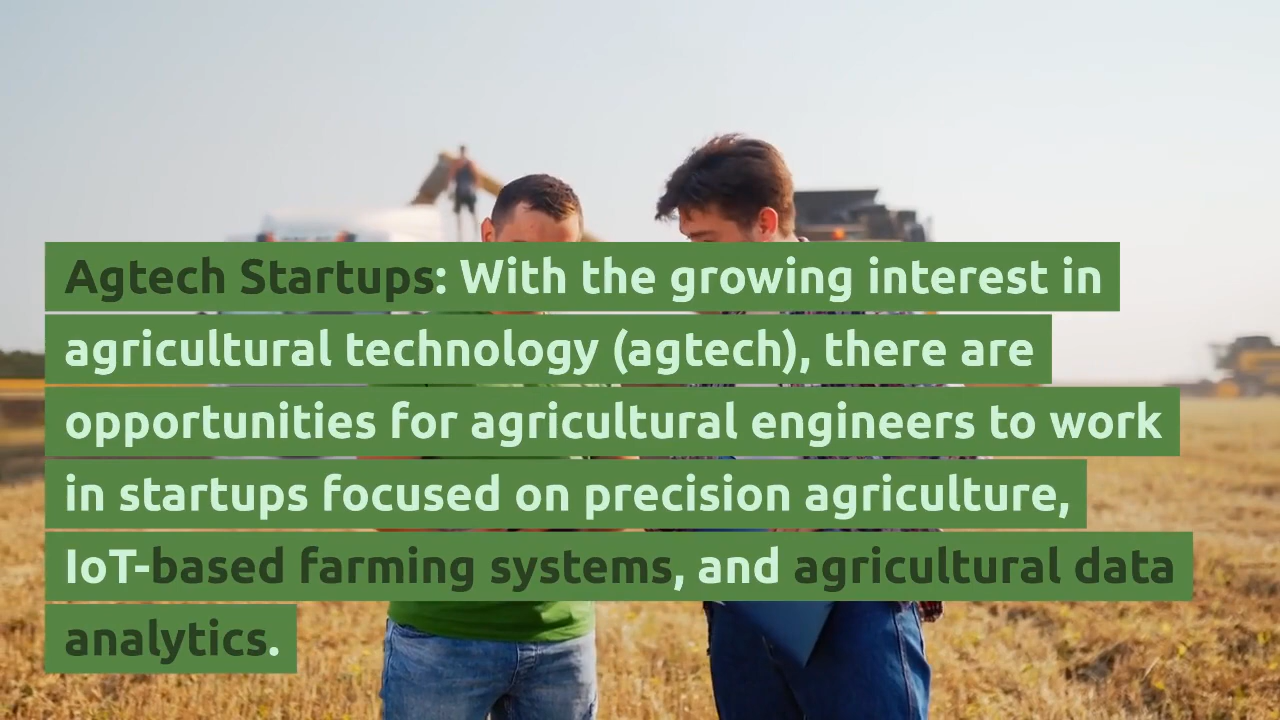 Agtech Startups: With the growing interest in
agricultural technology (agtech), there are
opportunities for agricultural engineers to work
in startups focused on precision agriculture,
IoT-based farming systems, and agricultural data
analytics.